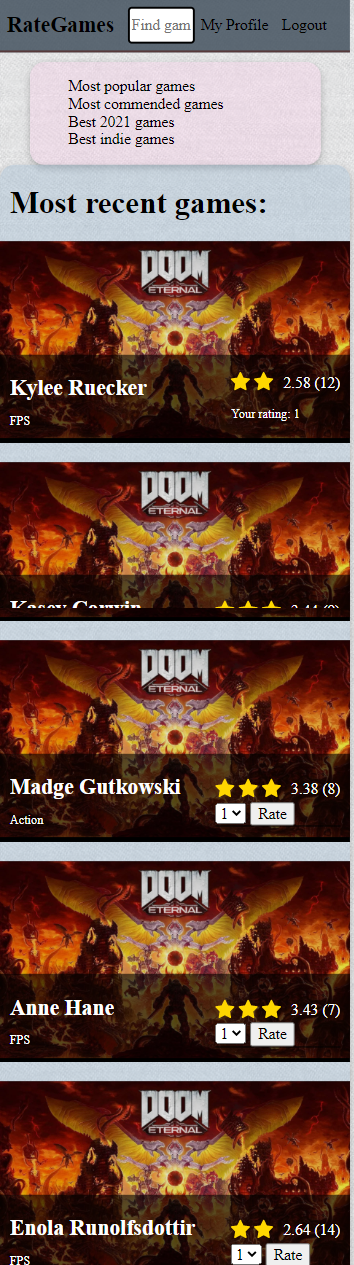 RateGames
Find gam
My Profile
Logout
Most popular games
Most commended games
Best 2021 games
Best indie games
Most recent games:
DOOM
ETERNAL
Kylee Ruecker
2.58 (12)
FPS
Your rating: 1
DOOM
ETERNAL
Kasey Corwin
DOOM
ETERNAL
Madge Gutkowski
3.38 (8)
Action
1
Rate
DOOM
ETERNAL
Anne Hane
3.43 (7)
FPS
1
Rate
DOOM
ETERNAL
Enola Runolfsdottir
2.64 (14)
FPS
1
Rate